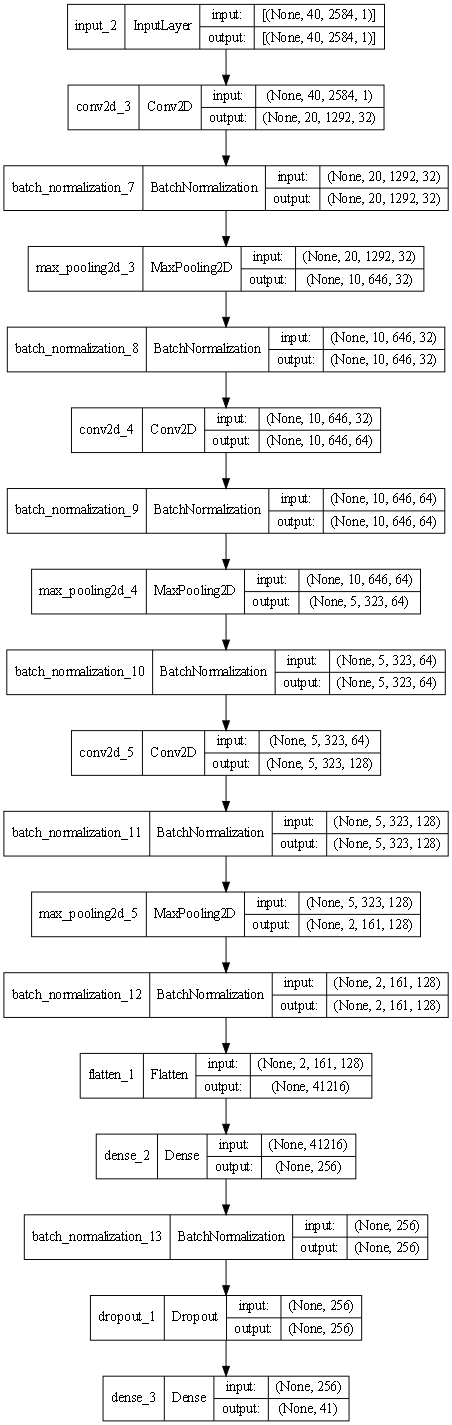 input_2 InputLayer input: [(None, 40, 2584, 1)]
output: [(None, 40, 2584, 1)]
conv2d_3 Conv2D input: (None, 40, 2584, 1)
output: (None, 20, 1292, 32)
batch_normalization_7 BatchNormalization input: (None, 20, 1292, 32)
output: (None, 20, 1292, 32)
max_pooling2d_3 MaxPooling2D input: (None, 20, 1292, 32)
output: (None, 10, 646, 32)
batch_normalization_8 BatchNormalization input: (None, 10, 646, 32)
output: (None, 10, 646, 32)
conv2d_4 Conv2D input: (None, 10, 646, 32)
output: (None, 10, 646, 64)
batch_normalization_9 BatchNormalization input: (None, 10, 646, 64)
output: (None, 10, 646, 64)
max_pooling2d_4 MaxPooling2D input: (None, 10, 646, 64)
output: (None, 5, 323, 64)
batch_normalization_10 BatchNormalization input: (None, 5, 323, 64)
output: (None, 5, 323, 64)
conv2d_5 Conv2D input: (None, 5, 323, 64)
output: (None, 5, 323, 128)
batch_normalization_11 BatchNormalization input: (None, 5, 323, 128)
output: (None, 5, 323, 128)
max_pooling2d_5 MaxPooling2D input: (None, 5, 323, 128)
output: (None, 2, 161, 128)
batch_normalization_12 BatchNormalization input: (None, 2, 161, 128)
output: (None, 2, 161, 128)
flatten_1 Flatten input: (None, 2, 161, 128)
output: (None, 41216)
dense_2 Dense input: (None, 41216)
output: (None, 256)
batch_normalization_13 BatchNormalization input: (None, 256)
output: (None, 256)
dropout_1 Dropout input: (None, 256)
output: (None, 256)
dense_3 Dense input: (None, 256)
output: (None, 41)